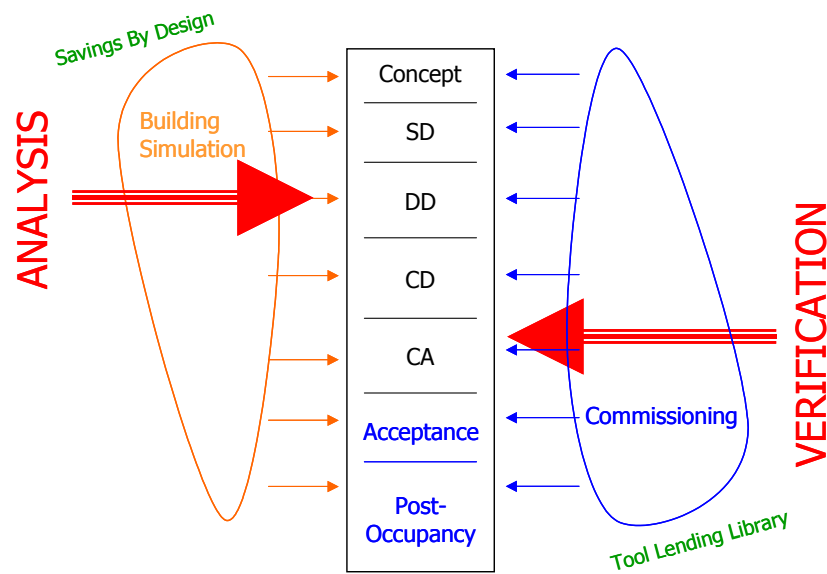 Savings By Design
ANALYSIS
Building
Simulation
Concept
SD
DD
CD
CA
Acceptance
Post-
Occupancy
Commissioning
VERIFICATION
Tool Lending Library